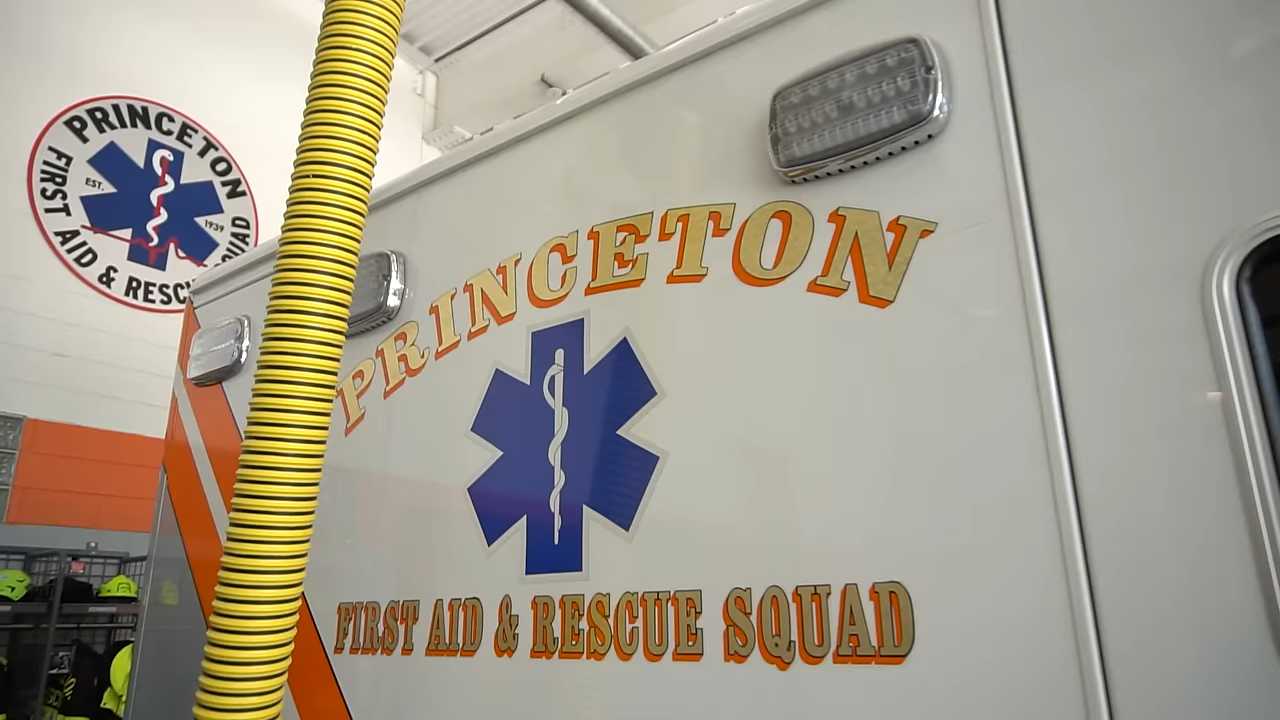 PRINCETON
FIRST AID & RESCUE SQUAD
EST. 1939
PRINCETON
FIRST AID & RESCUE SQUAD